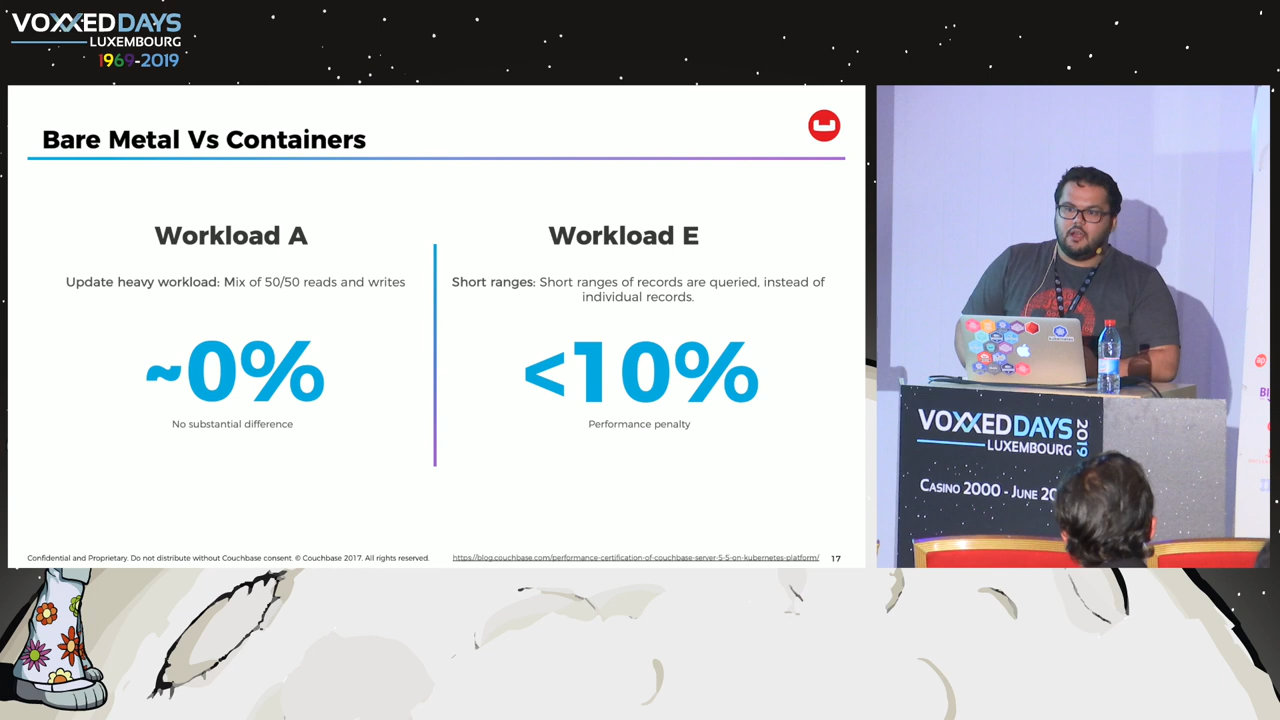 VOXXEDDAYS
LUXEMBOURG
1969-2019
Bare Metal Vs Containers
Workload A
Update heavy workload: Mix of 50/50 reads and writes
~0%
No substantial difference
Workload E
Short ranges: Short ranges of records are queried, instead of
individual records.
<10%
Performance penalty
Confidential and Proprietary. Do not distribute without Couchbase consent. © Couchbase 2017. All rights reserved.
https://blog.couchbase.com/performance-certification-of-couchbase-server-5-5-on-kubernetes-platform/
17
VOXXEDDAYS
2019
LUXEMBOURG
CASINO 2000 - JUNE 20